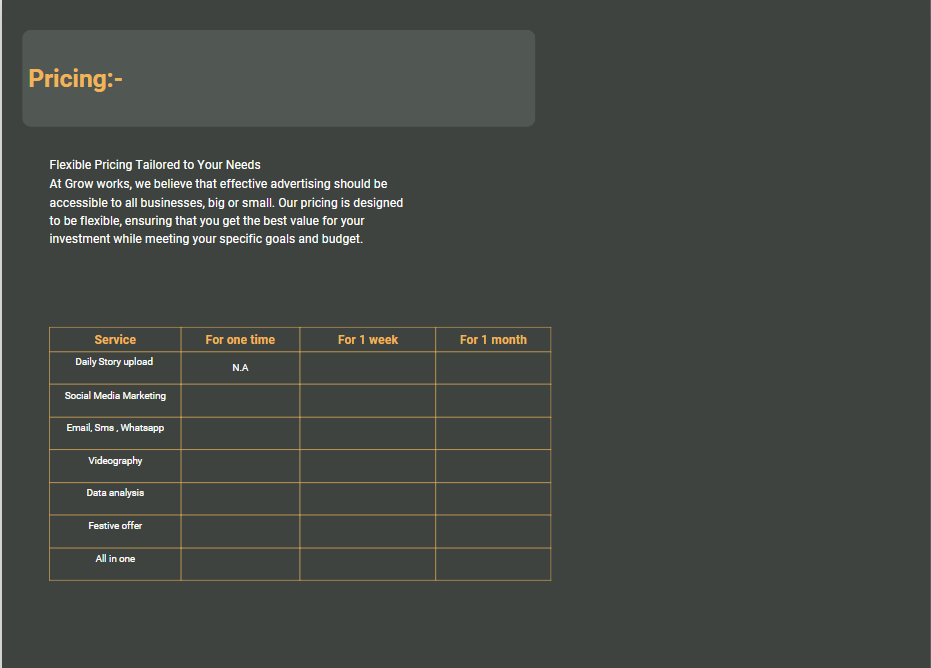 Pricing:-
Flexible Pricing Tailored to Your Needs
At Grow works, we believe that effective advertising should be
accessible to all businesses, big or small. Our pricing is designed
to be flexible, ensuring that you get the best value for your
investment while meeting your specific goals and budget.
Service For one time For 1 week For 1 month
Daily Story upload N.A
Social Media Marketing
Email, Sms , Whatsapp
Videography
Data analysis
Festive offer
All in one